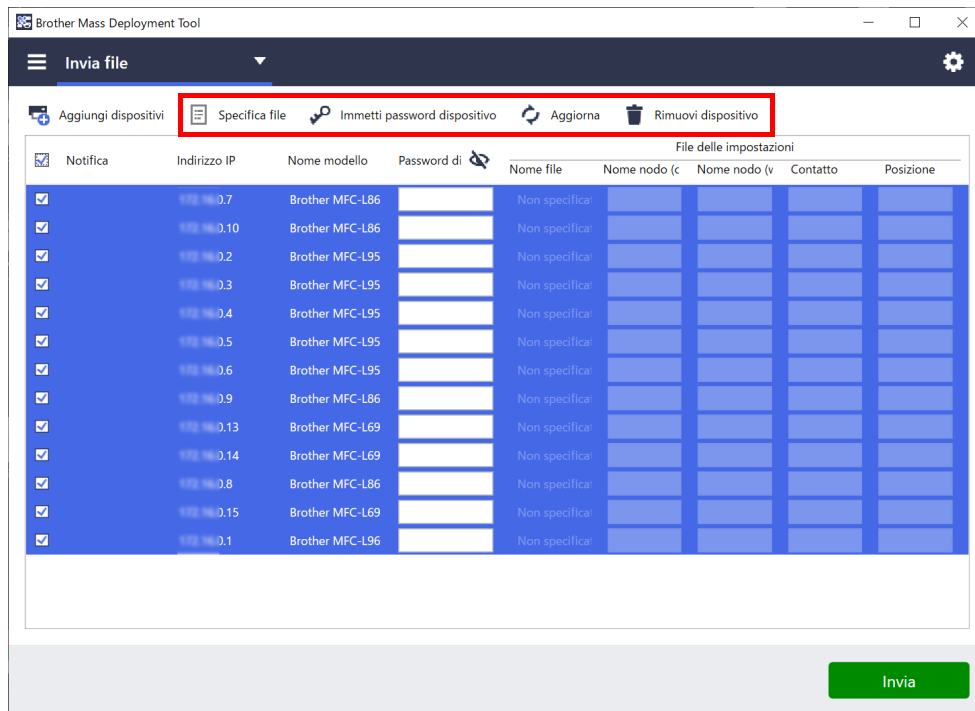 Brother Mass Deployment Tool
Invia file
Aggiungi dispositivi Specifica file Immetti password dispositivo Aggiorna Rimuovi dispositivo
File delle impostazioni
Notifica Indirizzo IP Nome modello Password di Nome file Nome nodo (c Nome nodo (v Contatto Posizione
0.7 Brother MFC-L86 Non specificat
0.10 Brother MFC-L86 Non specificat
0.2 Brother MFC-L95 Non specificat
0.3 Brother MFC-L95 Non specificat
0.4 Brother MFC-L95 Non specificat
0.5 Brother MFC-L95 Non specificat
0.6 Brother MFC-L95 Non specificat
0.9 Brother MFC-L86 Non specificat
0.13 Brother MFC-L69 Non specificat
0.14 Brother MFC-L69 Non specificat
0.8 Brother MFC-L86 Non specificat
0.15 Brother MFC-L69 Non specificat
0.1 Brother MFC-L96 Non specificat
Invia